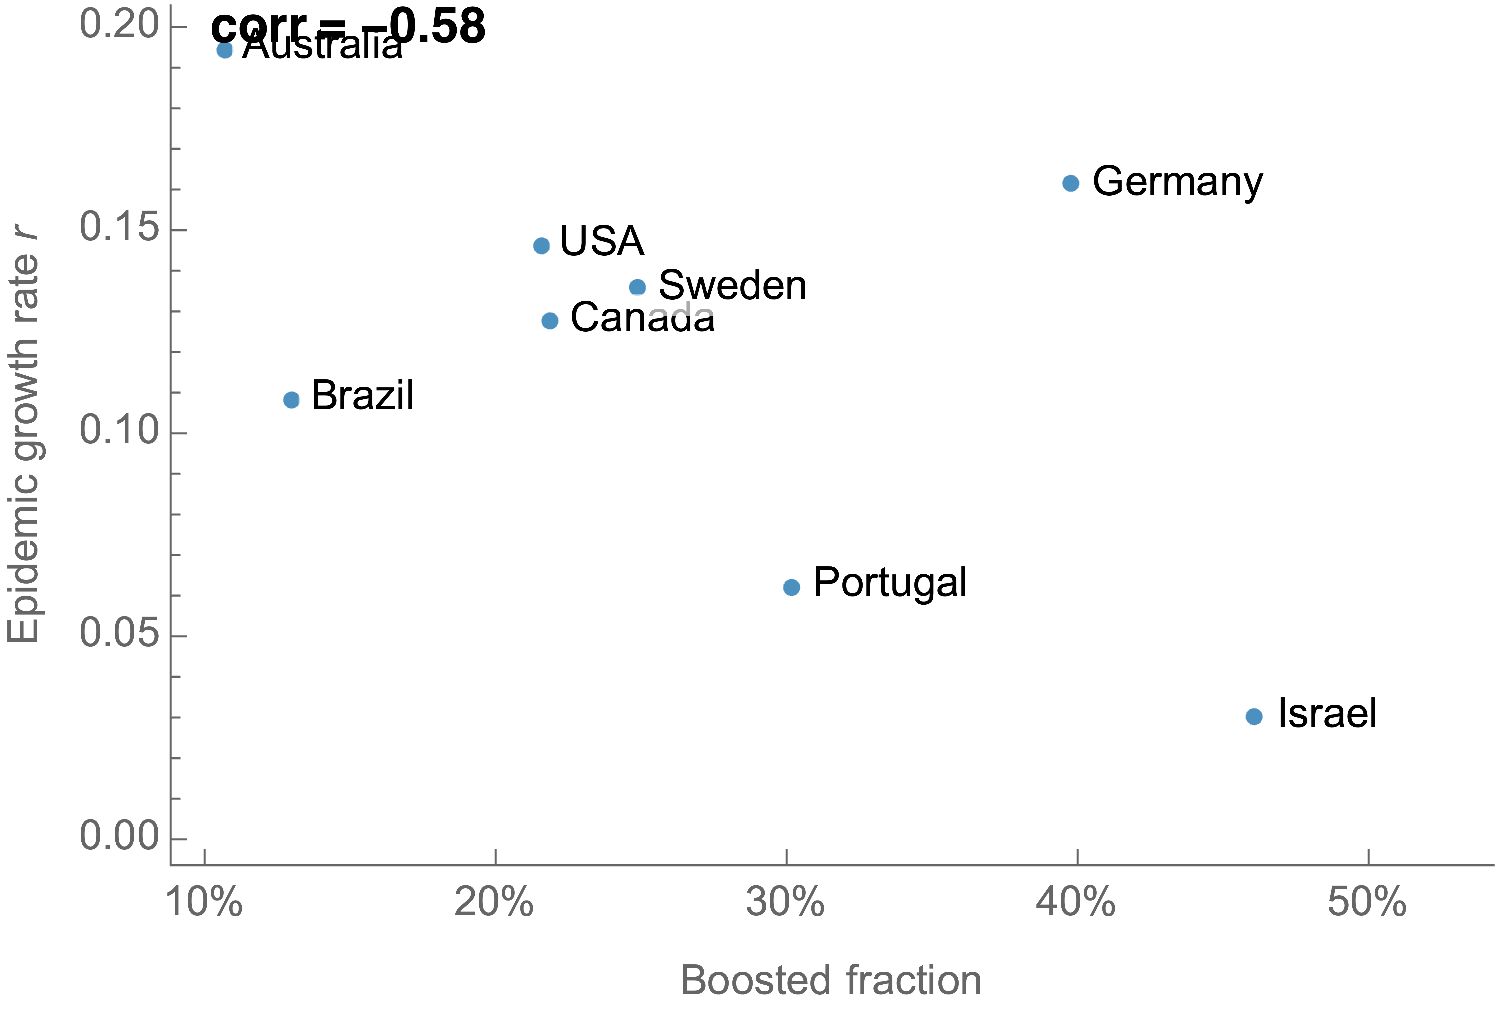 corr = −0.58
0.20
Australia
Germany
0.15
USA
Sweden
Canada
Brazil
0.10
Epidemic growth rate r
Portugal
0.05
Israel
0.00
10%
20%
30%
40%
50%
Boosted fraction